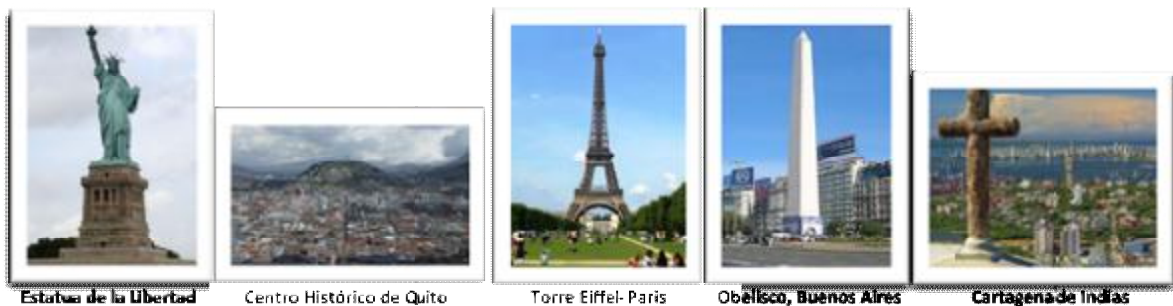 Estatua de la Libertad
Centro Histórico de Quito
Torre Eiffel- Paris
Obelisco, Buenos Aires
Cartagena de Indias